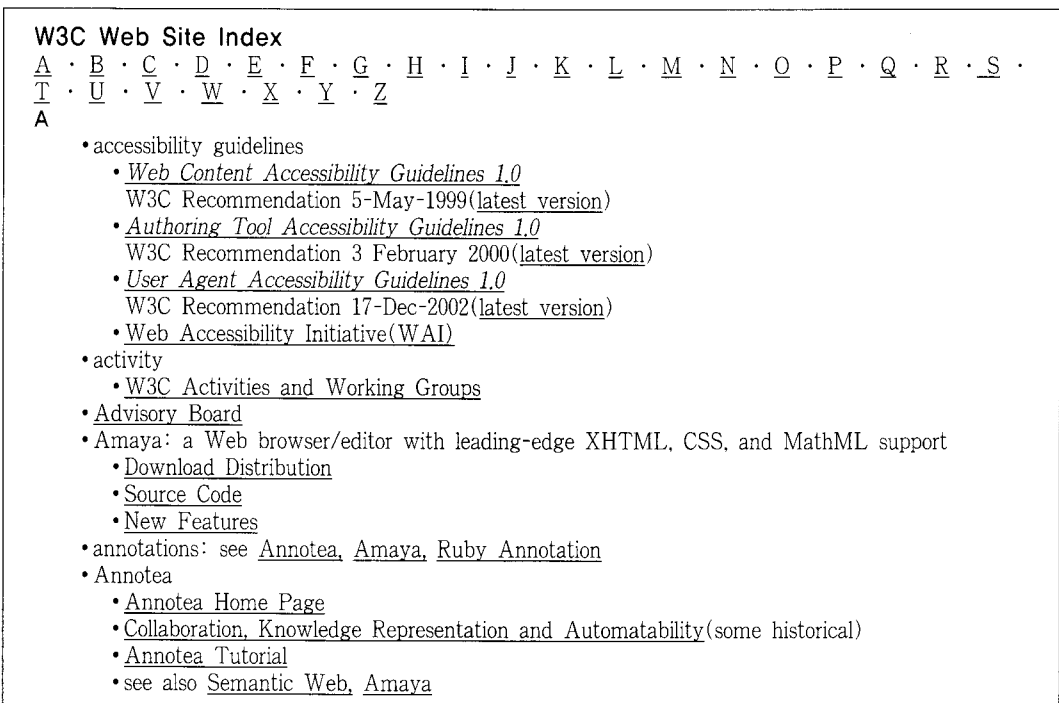 W3C Web Site Index
A · B · C · D · E · F · G · H · I · J · K · L · M · N · O · P · Q · R · S ·
T · U · V · W · X · Y · Z
A
• accessibility guidelines
• Web Content Accessibility Guidelines 1.0
W3C Recommendation 5-May-1999(latest version)
• Authoring Tool Accessibility Guidelines 1.0
W3C Recommendation 3 February 2000(latest version)
• User Agent Accessibility Guidelines 1.0
W3C Recommendation 17-Dec-2002(latest version)
• Web Accessibility Initiative(WAI)
• activity
• W3C Activities and Working Groups
• Advisory Board
• Amaya: a Web browser/editor with leading-edge XHTML, CSS, and MathML support
• Download Distribution
• Source Code
• New Features
• annotations: see Annotea, Amaya, Ruby Annotation
• Annotea
• Annotea Home Page
• Collaboration, Knowledge Representation and Automatability(some historical)
• Annotea Tutorial
• see also Semantic Web, Amaya